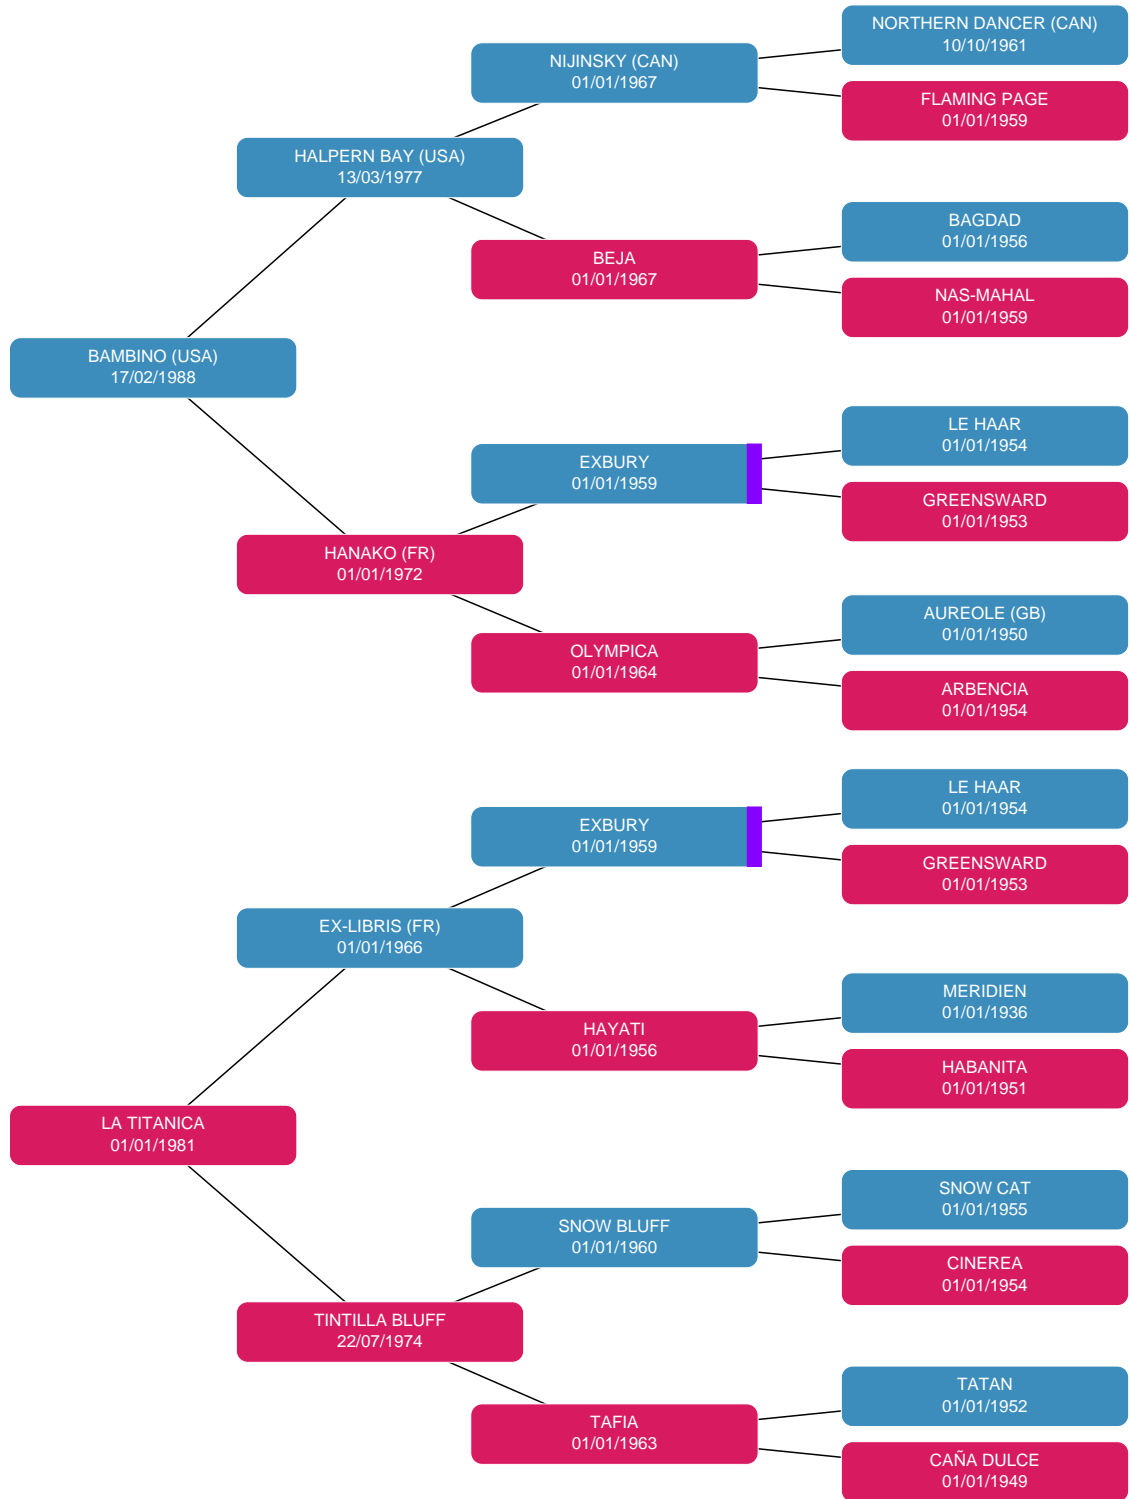 NORTHERN DANCER (CAN)
10/10/1961
NIJINSKY (CAN)
01/01/1967
FLAMING PAGE
01/01/1959
HALPERN BAY (USA)
13/03/1977
BAGDAD
01/01/1956
BEJA
01/01/1967
NAS-MAHAL
01/01/1959
BAMBINO (USA)
17/02/1988
LE HAAR
01/01/1954
EXBURY
01/01/1959
GREENSWARD
01/01/1953
HANAKO (FR)
01/01/1972
AUREOLE (GB)
01/01/1950
OLYMPICA
01/01/1964
ARBENCIA
01/01/1954
LE HAAR
01/01/1954
EXBURY
01/01/1959
GREENSWARD
01/01/1953
EX-LIBRIS (FR)
01/01/1966
MERIDIEN
01/01/1936
HAYATI
01/01/1956
HABANITA
01/01/1951
LA TITANICA
01/01/1981
SNOW CAT
01/01/1955
SNOW BLUFF
01/01/1960
CINEREA
01/01/1954
TINTILLA BLUFF
22/07/1974
TATAN
01/01/1952
TAFIA
01/01/1963
CAÑA DULCE
01/01/1949